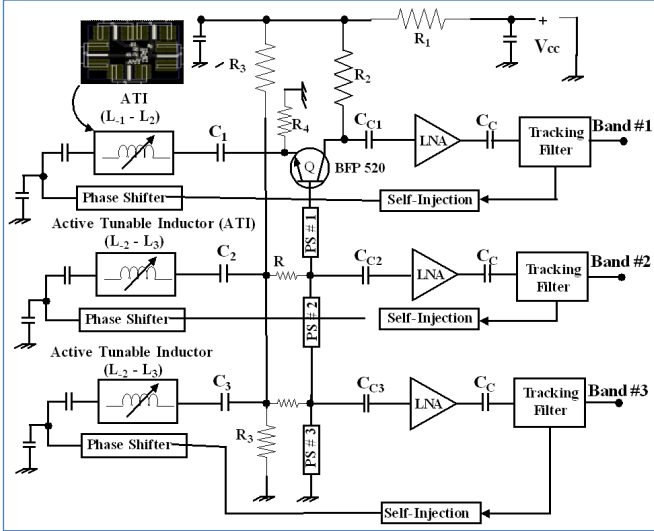 R1
+
Vcc
R3
R2
ATI
(L-1 - L2)
R4
C1
CC1
LNA
CC
Tracking
Filter
Band #1
Q
BFP 520
Phase Shifter
Self-Injection
PS # 1
Active Tunable Inductor (ATI)
(L-2 - L3)
C2
R
CC2
LNA
CC
Tracking
Filter
Band #2
PS # 2
Phase Shifter
Self-Injection
Active Tunable Inductor
(L-2 - L3)
C3
CC3
LNA
CC
Tracking
Filter
Band #3
R3
PS # 3
Phase Shifter
Self-Injection